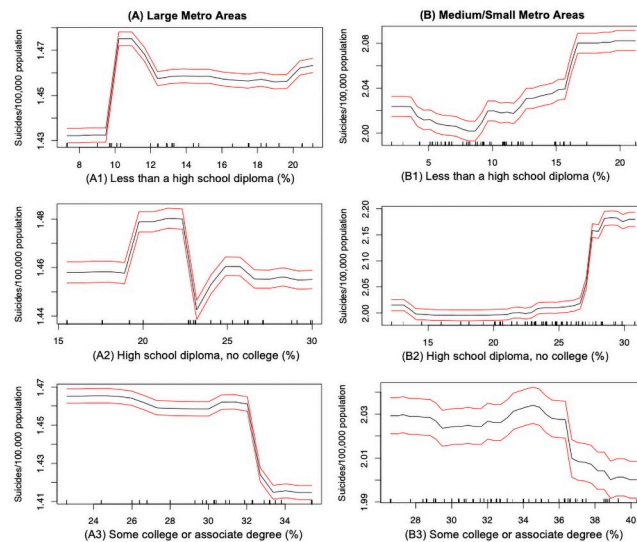 (A) Large Metro Areas
Suicides/100,000 population
1.43 1.45 1.47
8 10 12 14 16 18 20
(A1) Less than a high school diploma (%)
(B) Medium/Small Metro Areas
Suicides/100,000 population
2.00 2.04 2.08
5 10 15 20
(B1) Less than a high school diploma (%)
Suicides/100,000 population
1.44 1.46 1.48
15 20 25 30
(A2) High school diploma, no college (%)
Suicides/100,000 population
2.00 2.05 2.10 2.15 2.20
15 20 25 30
(B2) High school diploma, no college (%)
Suicides/100,000 population
1.41 1.43 1.45 1.47
24 26 28 30 32 34
(A3) Some college or associate degree (%)
Suicides/100,000 population
1.99 2.01 2.03
28 30 32 34 36 38 40
(B3) Some college or associate degree (%)